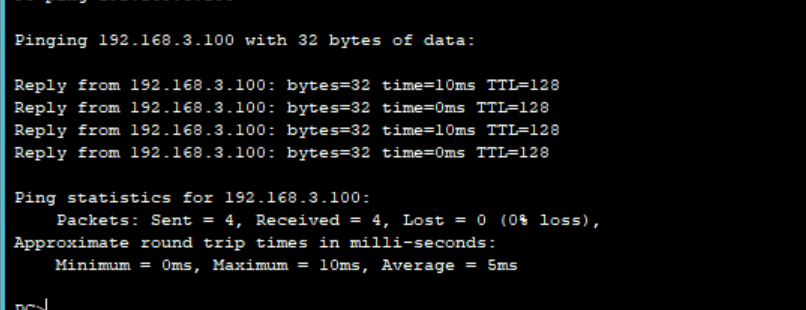 Pinging 192.168.3.100 with 32 bytes of data:
Reply from 192.168.3.100: bytes=32 time=10ms TTL=128
Reply from 192.168.3.100: bytes=32 time=0ms TTL=128
Reply from 192.168.3.100: bytes=32 time=10ms TTL=128
Reply from 192.168.3.100: bytes=32 time=0ms TTL=128
Ping statistics for 192.168.3.100:
Packets: Sent = 4, Received = 4, Lost = 0 (0% loss),
Approximate round trip times in milli-seconds:
Minimum = 0ms, Maximum = 10ms, Average = 5ms
PC>